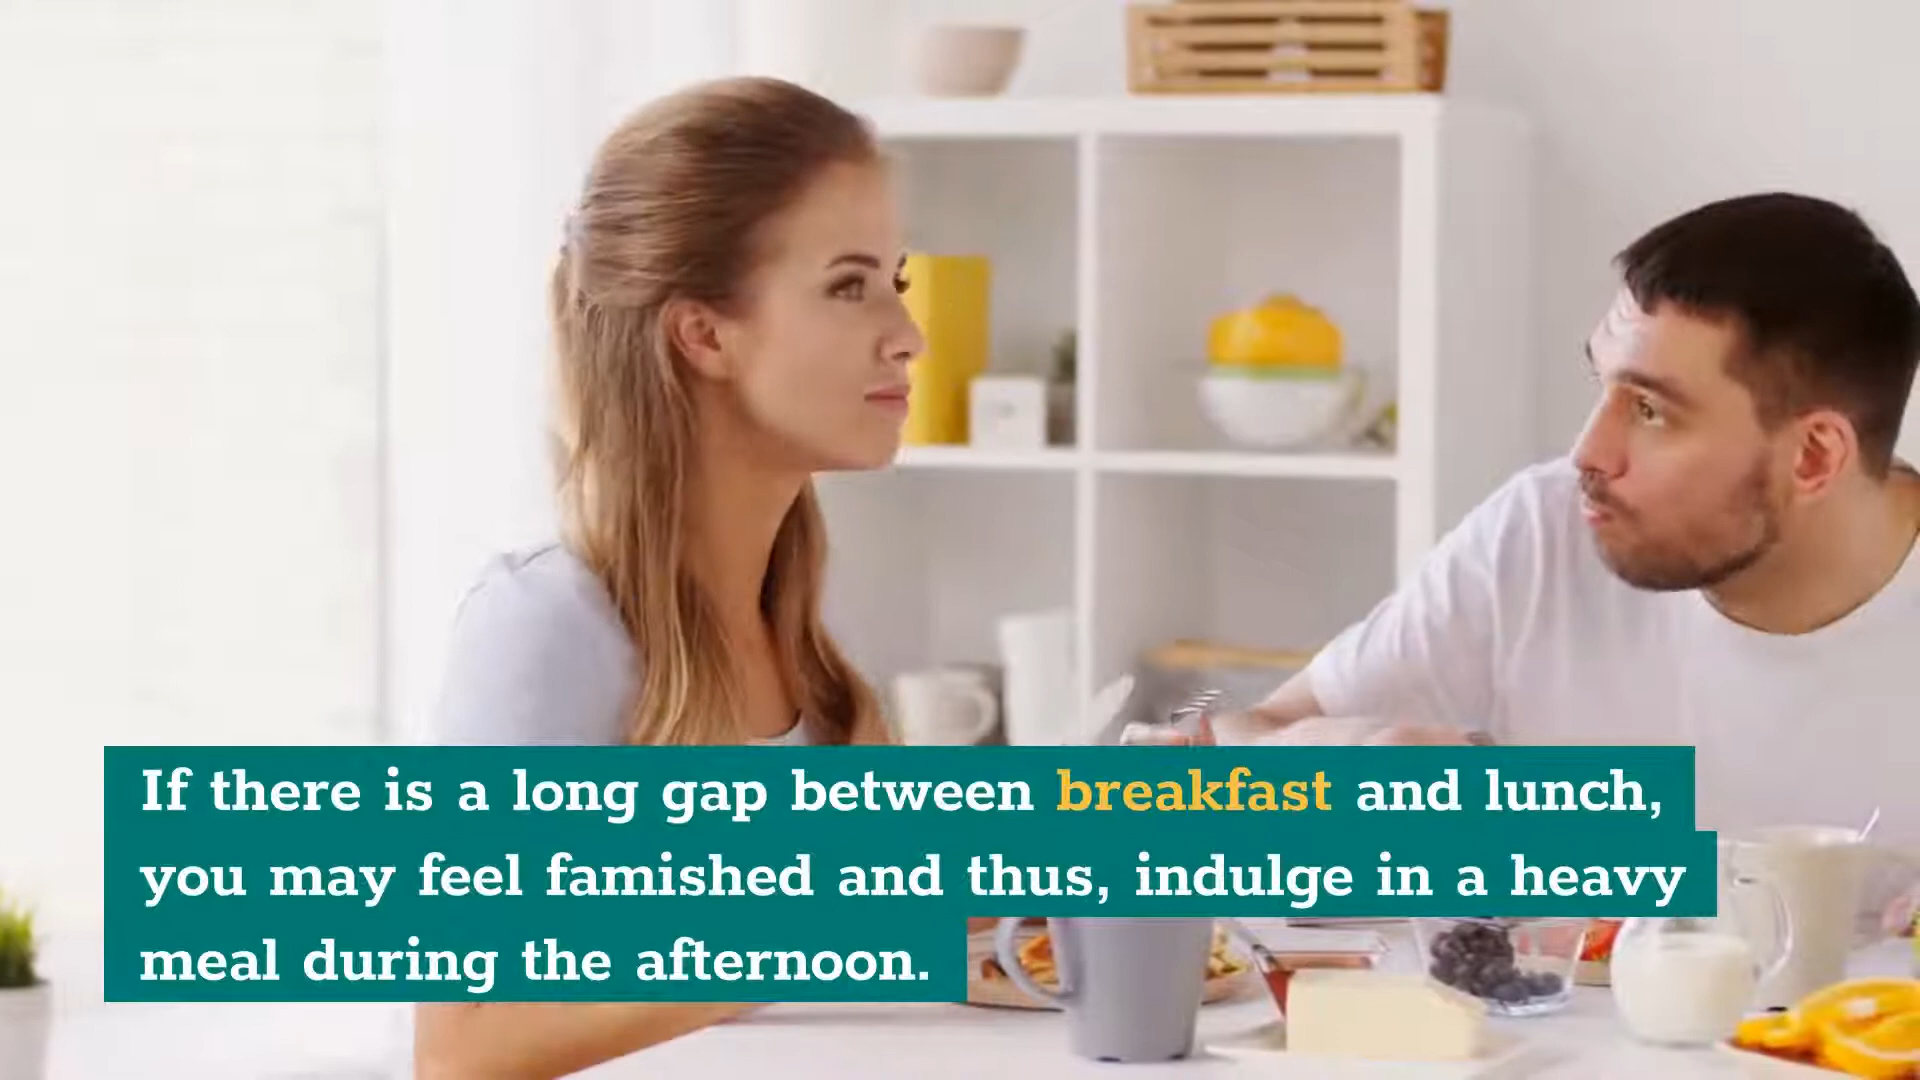 If there is a long gap between breakfast and lunch,
you may feel famished and thus, indulge in a heavy
meal during the afternoon.